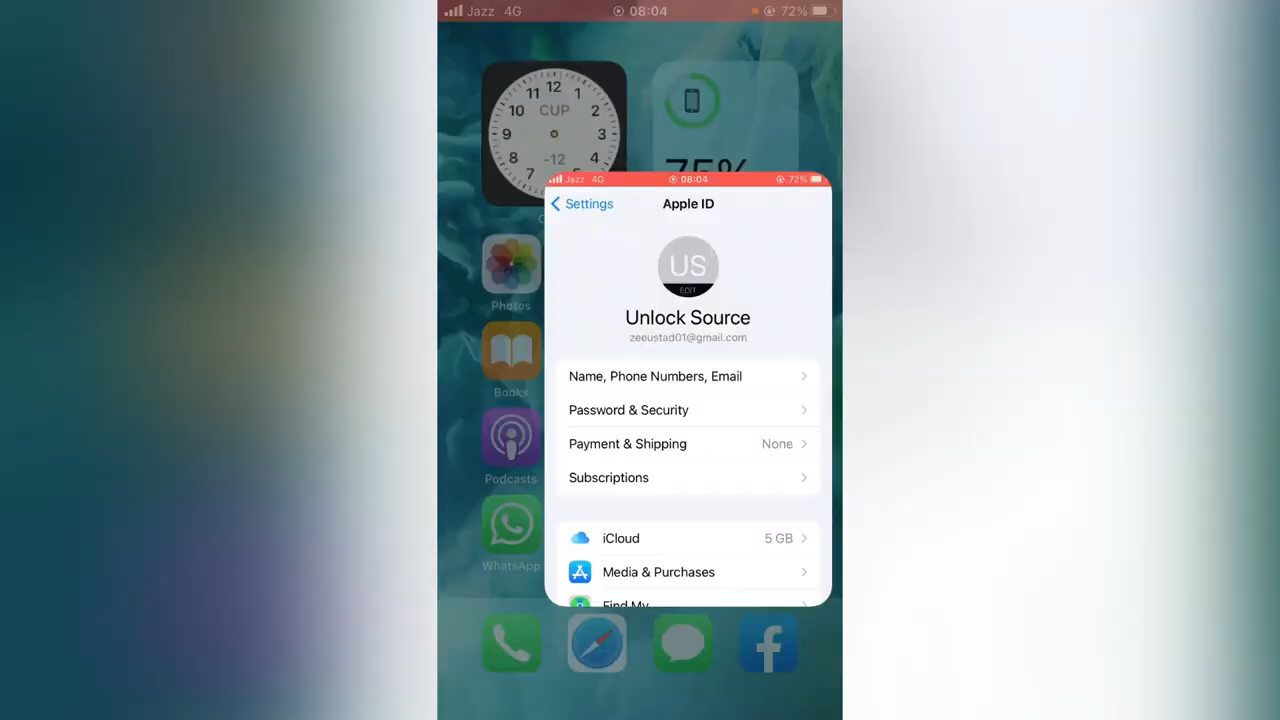 Jazz 4G 08:04 72%
12
11 1
10 CUP 2
9 3
8 -12 4
7
75%
Jazz 4G 08:04 72%
Settings Apple ID
US
EDIT
Unlock Source
zeeustad01@gmail.com
Name, Phone Numbers, Email
Password & Security
Payment & Shipping None
Subscriptions
iCloud 5 GB
Media & Purchases
Find My
Photos
Books
Podcasts
WhatsApp